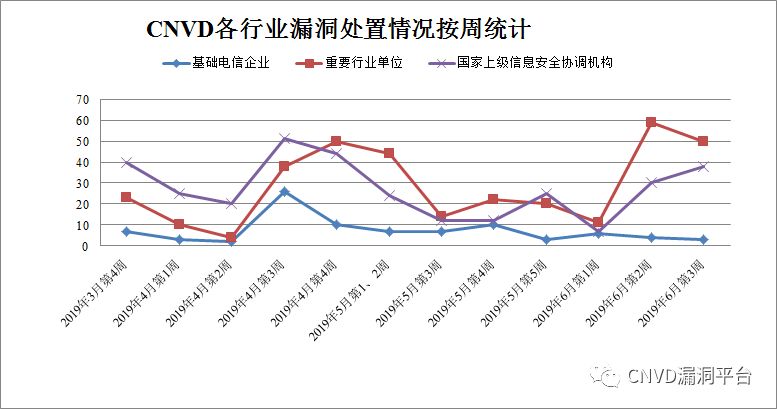 CNVD各行业漏洞处置情况按周统计
基础电信企业 重要行业单位 国家上级信息安全协调机构
70
60
50
40
30
20
10
0
2019年3月第4周
2019年4月第1周
2019年4月第2周
2019年4月第3周
2019年4月第4周
2019年5月第1、2周
2019年5月第3周
2019年5月第4周
2019年5月第5周
2019年6月第1周
2019年6月第2周
2019年6月第3周
CNVD漏洞平台